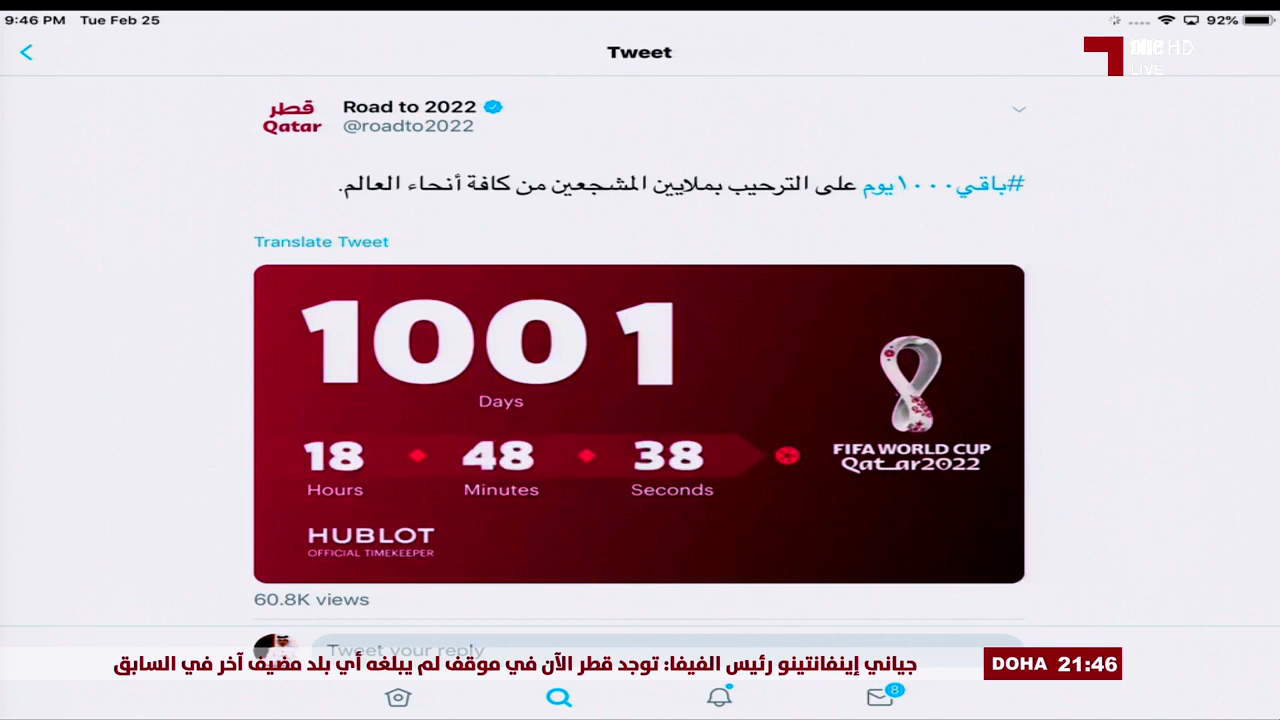 9:46 PM Tue Feb 25
92%
Tweet
HD
LIVE
قطر
Qatar
Road to 2022
@roadto2022
#باقي١٠٠٠يوم على الترحيب بملايين المشجعين من كافة أنحاء العالم.
Translate Tweet
1001
Days
18 48 38
Hours Minutes Seconds
HUBLOT
OFFICIAL TIMEKEEPER
FIFA WORLD CUP
Qatar2022
60.8K views
Tweet your reply
جياني إينفانتينو رئيس الفيفا: توجد قطر الآن في موقف لم يبلغه أي بلد مضيف آخر في السابق
DOHA 21:46
8